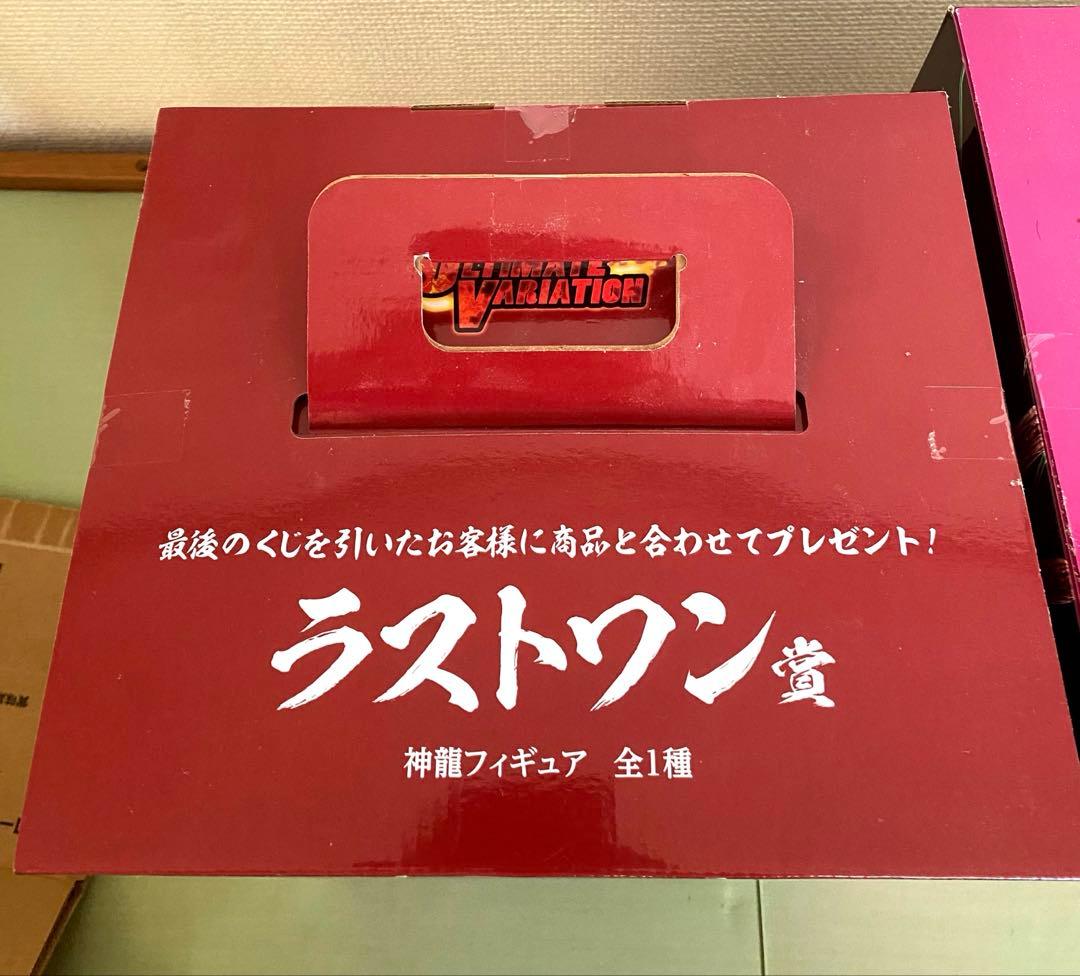 ULTIMATE
VARIATION
最後のくじを引いたお客様に商品と合わせてプレゼント!
ラストワン賞
神龍フィギュア 全1種